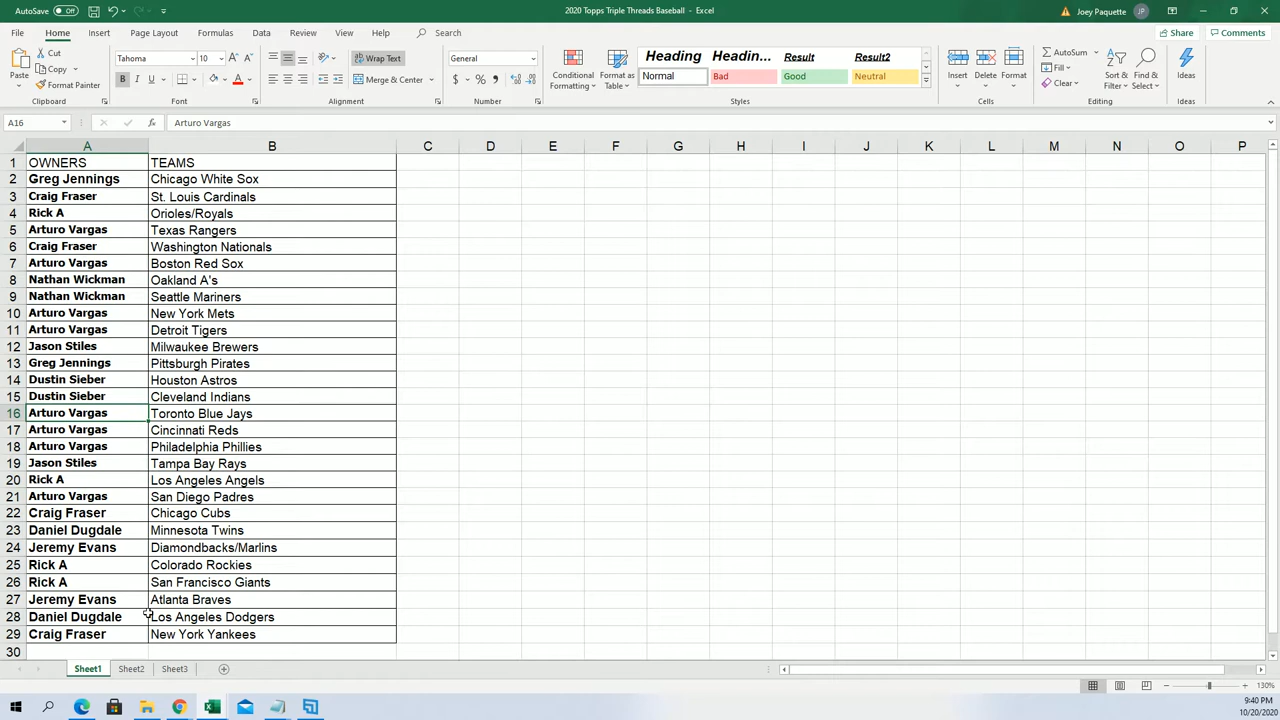 AutoSave Off
2020 Topps Triple Threads Baseball - Excel
Joey Paquette JP
File Home Insert Page Layout Formulas Data Review View Help Search Share Comments
Paste Cut Copy Format Painter Clipboard
Tahoma 10 B I U A Font
Wrap Text Merge & Center Alignment
General $ % Number
Conditional Formatting Format as Table
Heading Headin... Result Result2
Normal Bad Good Neutral
Styles
Insert Delete Format Cells
AutoSum Fill Clear Sort & Filter Find & Select Editing
Ideas Ideas
A16 fx Arturo Vargas
A B C D E F G H I J K L M N O P
1 OWNERS TEAMS
2 Greg Jennings Chicago White Sox
3 Craig Fraser St. Louis Cardinals
4 Rick A Orioles/Royals
5 Arturo Vargas Texas Rangers
6 Craig Fraser Washington Nationals
7 Arturo Vargas Boston Red Sox
8 Nathan Wickman Oakland A's
9 Nathan Wickman Seattle Mariners
10 Arturo Vargas New York Mets
11 Arturo Vargas Detroit Tigers
12 Jason Stiles Milwaukee Brewers
13 Greg Jennings Pittsburgh Pirates
14 Dustin Sieber Houston Astros
15 Dustin Sieber Cleveland Indians
16 Arturo Vargas Toronto Blue Jays
17 Arturo Vargas Cincinnati Reds
18 Arturo Vargas Philadelphia Phillies
19 Jason Stiles Tampa Bay Rays
20 Rick A Los Angeles Angels
21 Arturo Vargas San Diego Padres
22 Craig Fraser Chicago Cubs
23 Daniel Dugdale Minnesota Twins
24 Jeremy Evans Diamondbacks/Marlins
25 Rick A Colorado Rockies
26 Rick A San Francisco Giants
27 Jeremy Evans Atlanta Braves
28 Daniel Dugdale Los Angeles Dodgers
29 Craig Fraser New York Yankees
30
Sheet1 Sheet2 Sheet3
130%
9:40 PM
10/20/2020